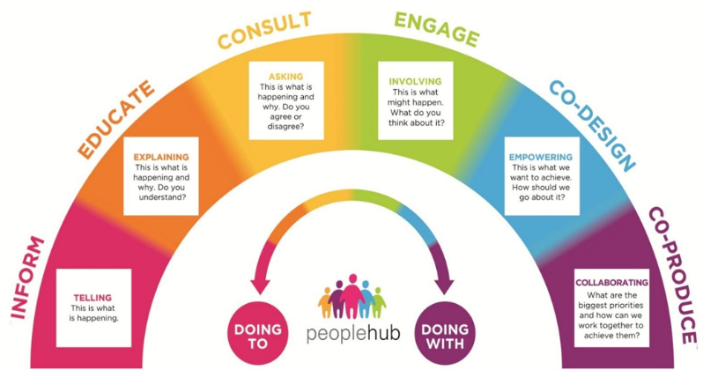 INFORM
TELLING
This is what
is happening.
EDUCATE
EXPLAINING
This is what is
happening and
why. Do you
understand?
CONSULT
ASKING
This is what is
happening and
why. Do you
agree or
disagree?
ENGAGE
INVOLVING
This is what
might happen.
What do you
think about it?
CO-DESIGN
EMPOWERING
This is what we
want to achieve.
How should we
go about it?
CO-PRODUCE
COLLABORATING
What are the
biggest priorities
and how can we
work together to
achieve them?
DOING
TO
peoplehub
DOING
WITH